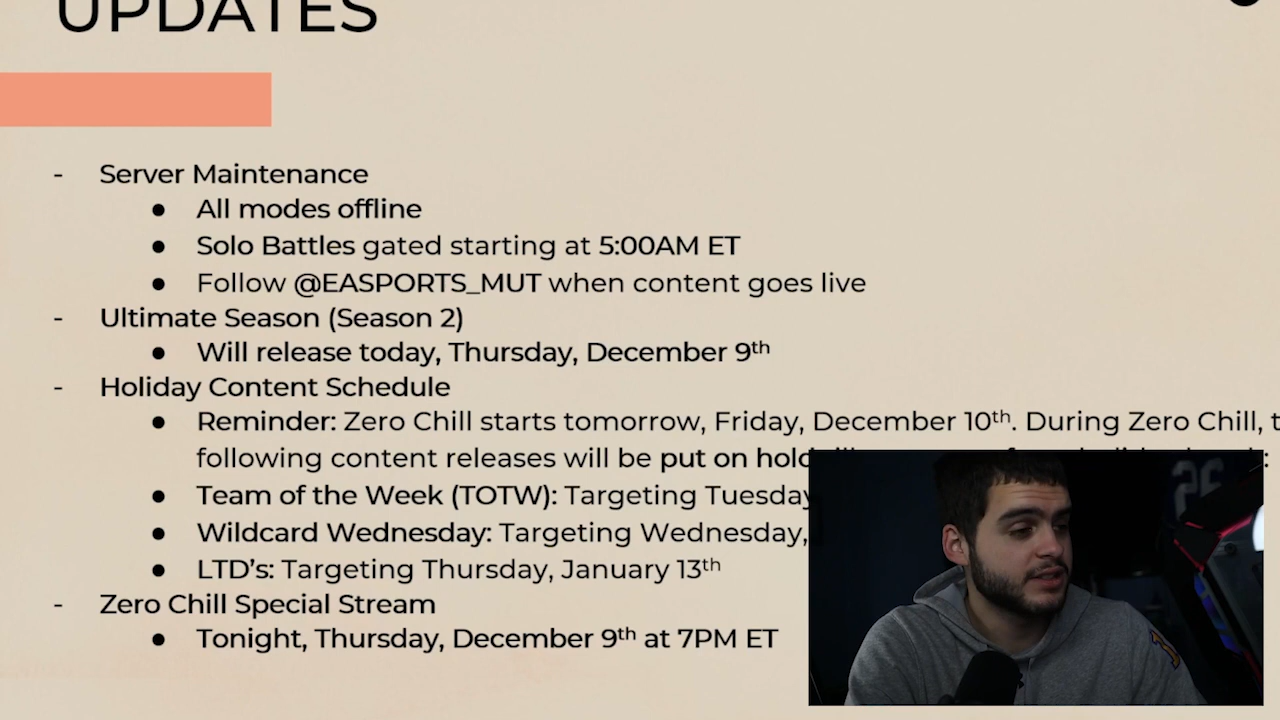 UPDATES
- Server Maintenance
● All modes offline
● Solo Battles gated starting at 5:00AM ET
● Follow @EASPORTS_MUT when content goes live
- Ultimate Season (Season 2)
● Will release today, Thursday, December 9th
- Holiday Content Schedule
● Reminder: Zero Chill starts tomorrow, Friday, December 10th. During Zero Chill,
following content releases will be put on hold
● Team of the Week (TOTW): Targeting Tuesday
● Wildcard Wednesday: Targeting Wednesday,
● LTD’s: Targeting Thursday, January 13th
- Zero Chill Special Stream
● Tonight, Thursday, December 9th at 7PM ET
26